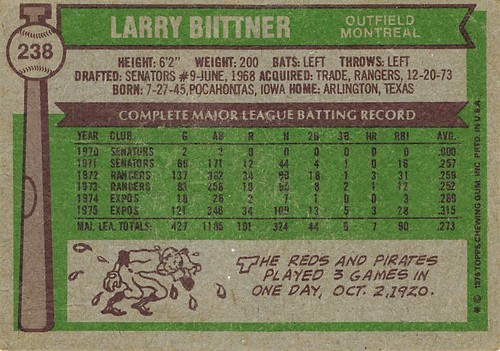 LARRY BIITTNER
OUTFIELD
MONTREAL
238
HEIGHT: 6'2" WEIGHT: 200 BATS: LEFT THROWS: LEFT
DRAFTED: SENATORS #9-JUNE, 1968 ACQUIRED: TRADE, RANGERS, 12-20-73
BORN: 7-27-45, POCAHONTAS, IOWA HOME: ARLINGTON, TEXAS
COMPLETE MAJOR LEAGUE BATTING RECORD
YEAR CLUB G AB R H 2B 3B HR RBI AVG.
1970 SENATORS 2 2 0 0 0 0 0 0 .000
1971 SENATORS 66 171 12 44 4 1 0 16 .257
1972 RANGERS 137 382 34 99 18 1 3 31 .259
1973 RANGERS 83 258 19 8 2 1 12 .252
1974 EXPOS 18 26 2 7 1 0 0 3 .269
1975 EXPOS 121 346 34 109 13 5 3 28 .315
MAJ. LEA. TOTALS: 427 1185 101 324 44 5 7 90 .273
THE REDS AND PIRATES
PLAYED 3 GAMES IN
ONE DAY, OCT. 2, 1920.
* © 1976 TOPPS CHEWING GUM, INC. PRTD. IN U.S.A.